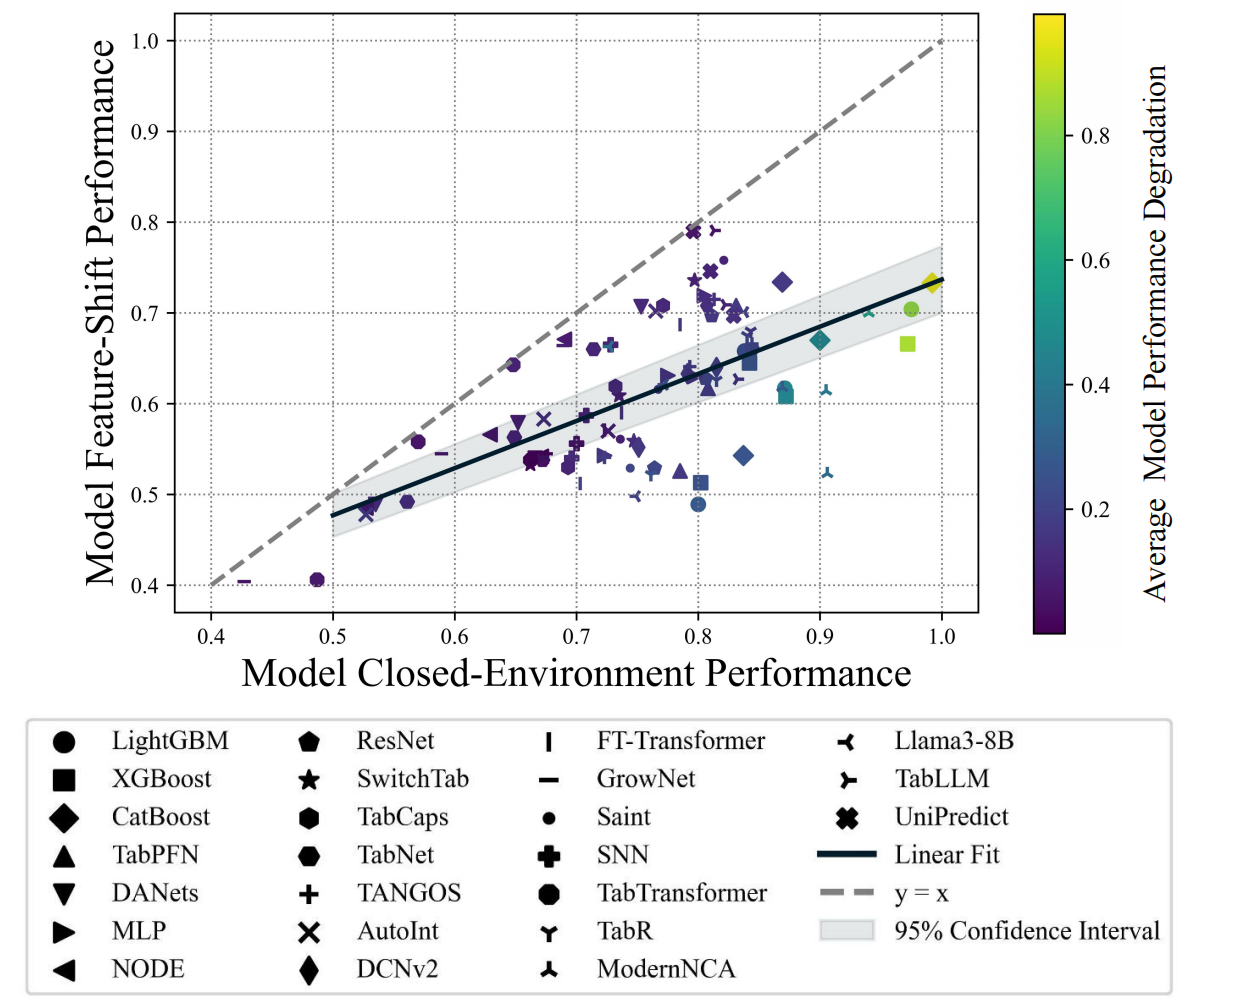 Model Feature-Shift Performance
1.0
0.9
0.8
0.7
0.6
0.5
0.4
0.4 0.5 0.6 0.7 0.8 0.9 1.0
Model Closed-Environment Performance
0.8
0.6
0.4
0.2
Average Model Performance Degradation
LightGBM ResNet FT-Transformer Llama3-8B
XGBoost SwitchTab GrowNet TabLLM
CatBoost TabCaps Saint UniPredict
TabPFN TabNet SNN Linear Fit
DANets TANGOS TabTransformer y = x
MLP AutoInt TabR 95% Confidence Interval
NODE DCNv2 ModernNCA